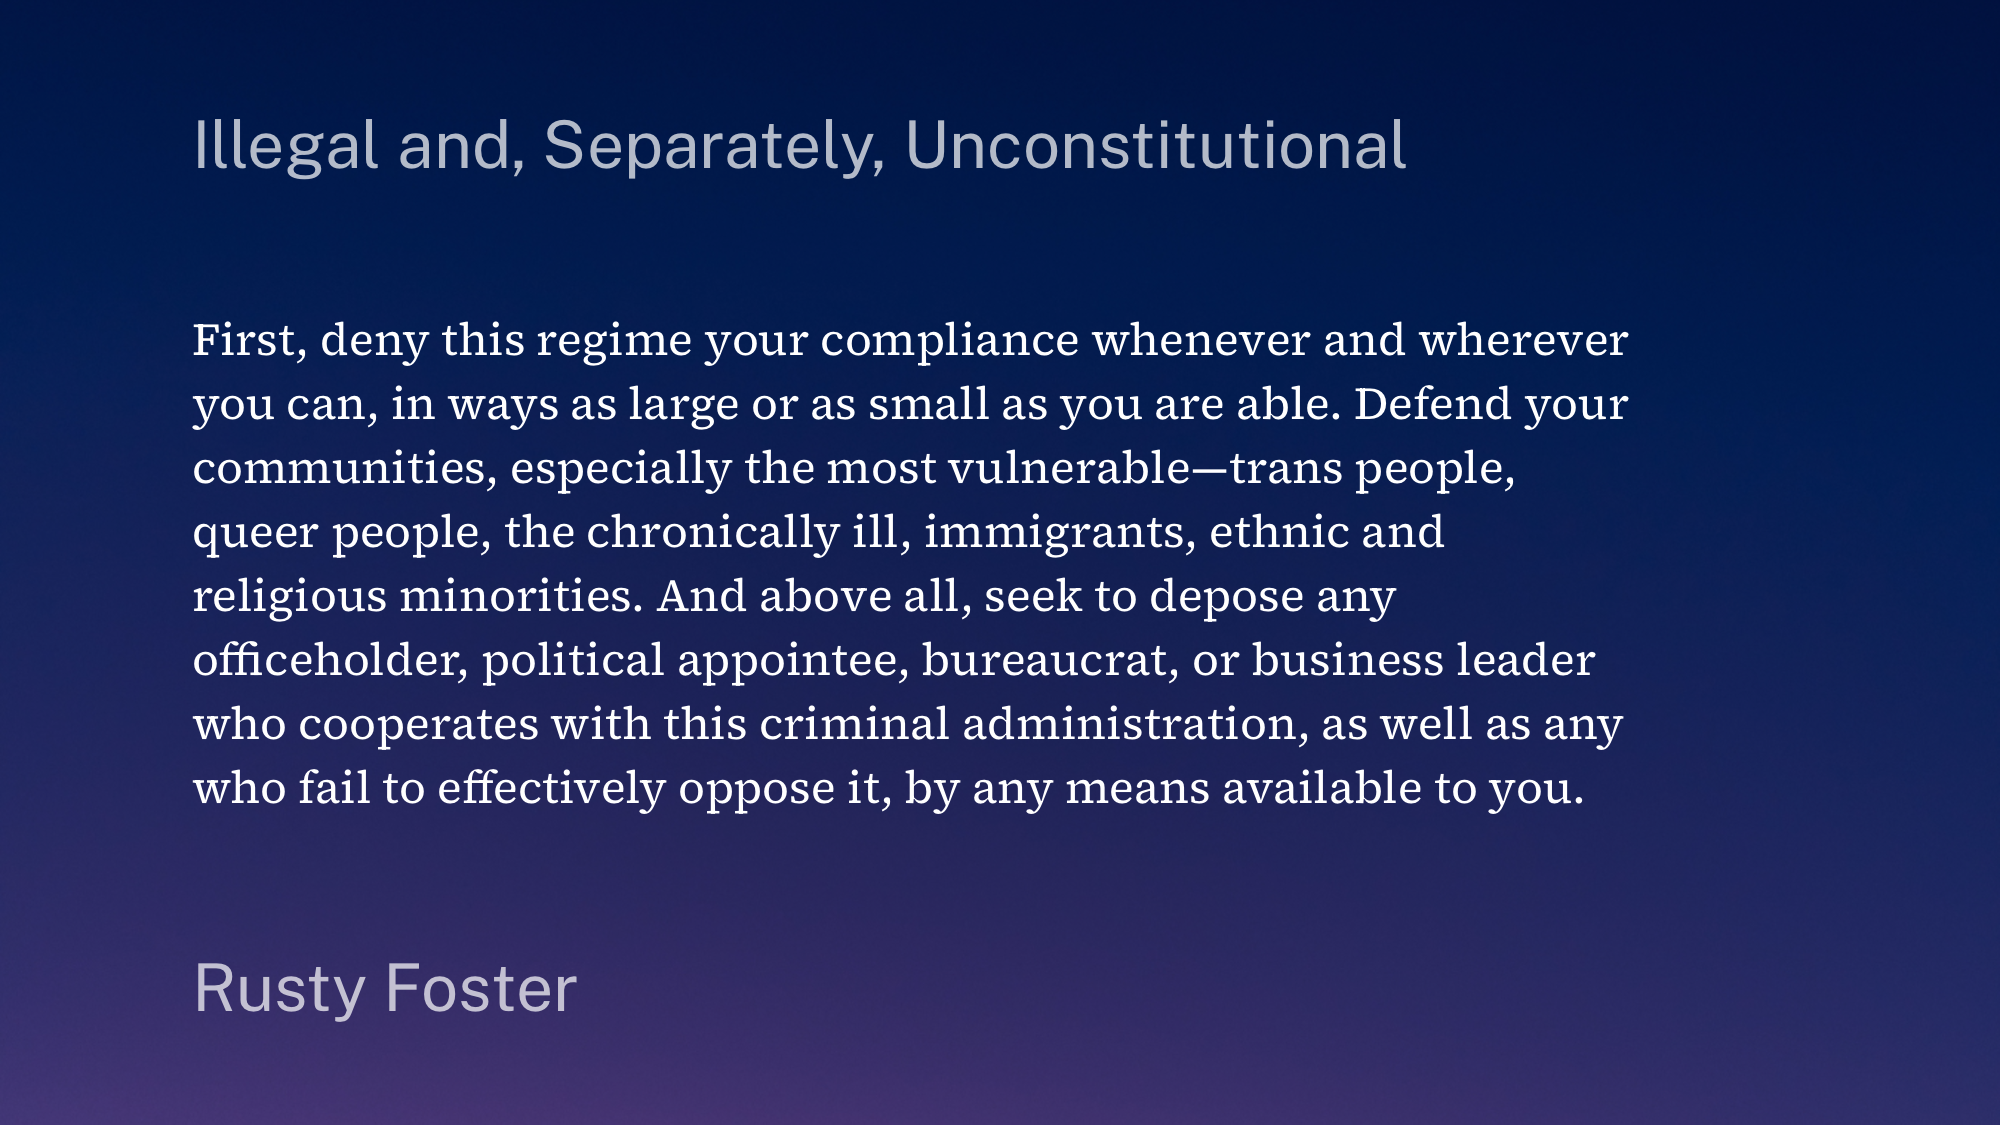 Illegal and, Separately, Unconstitutional
First, deny this regime your compliance whenever and wherever
you can, in ways as large or as small as you are able. Defend your
communities, especially the most vulnerable—trans people,
queer people, the chronically ill, immigrants, ethnic and
religious minorities. And above all, seek to depose any
officeholder, political appointee, bureaucrat, or business leader
who cooperates with this criminal administration, as well as any
who fail to effectively oppose it, by any means available to you.
Rusty Foster